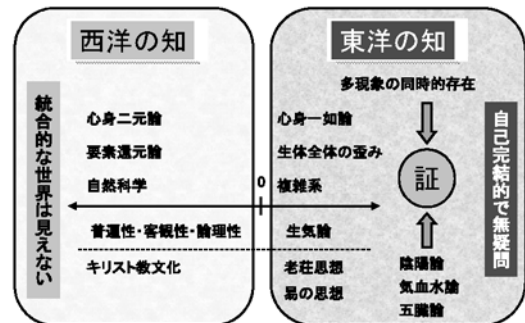 西洋の知
統合的な世界は見えない
心身二元論
要素還元論
自然科学
普遍性・客観性・論理性
キリスト教文化
0
東洋の知
多現象の同時的存在
心身一如論
生体全体の歪み
複雑系
証
生気論
老荘思想
易の思想
陰陽論
気血水論
五臓論
自己完結的で無疑問